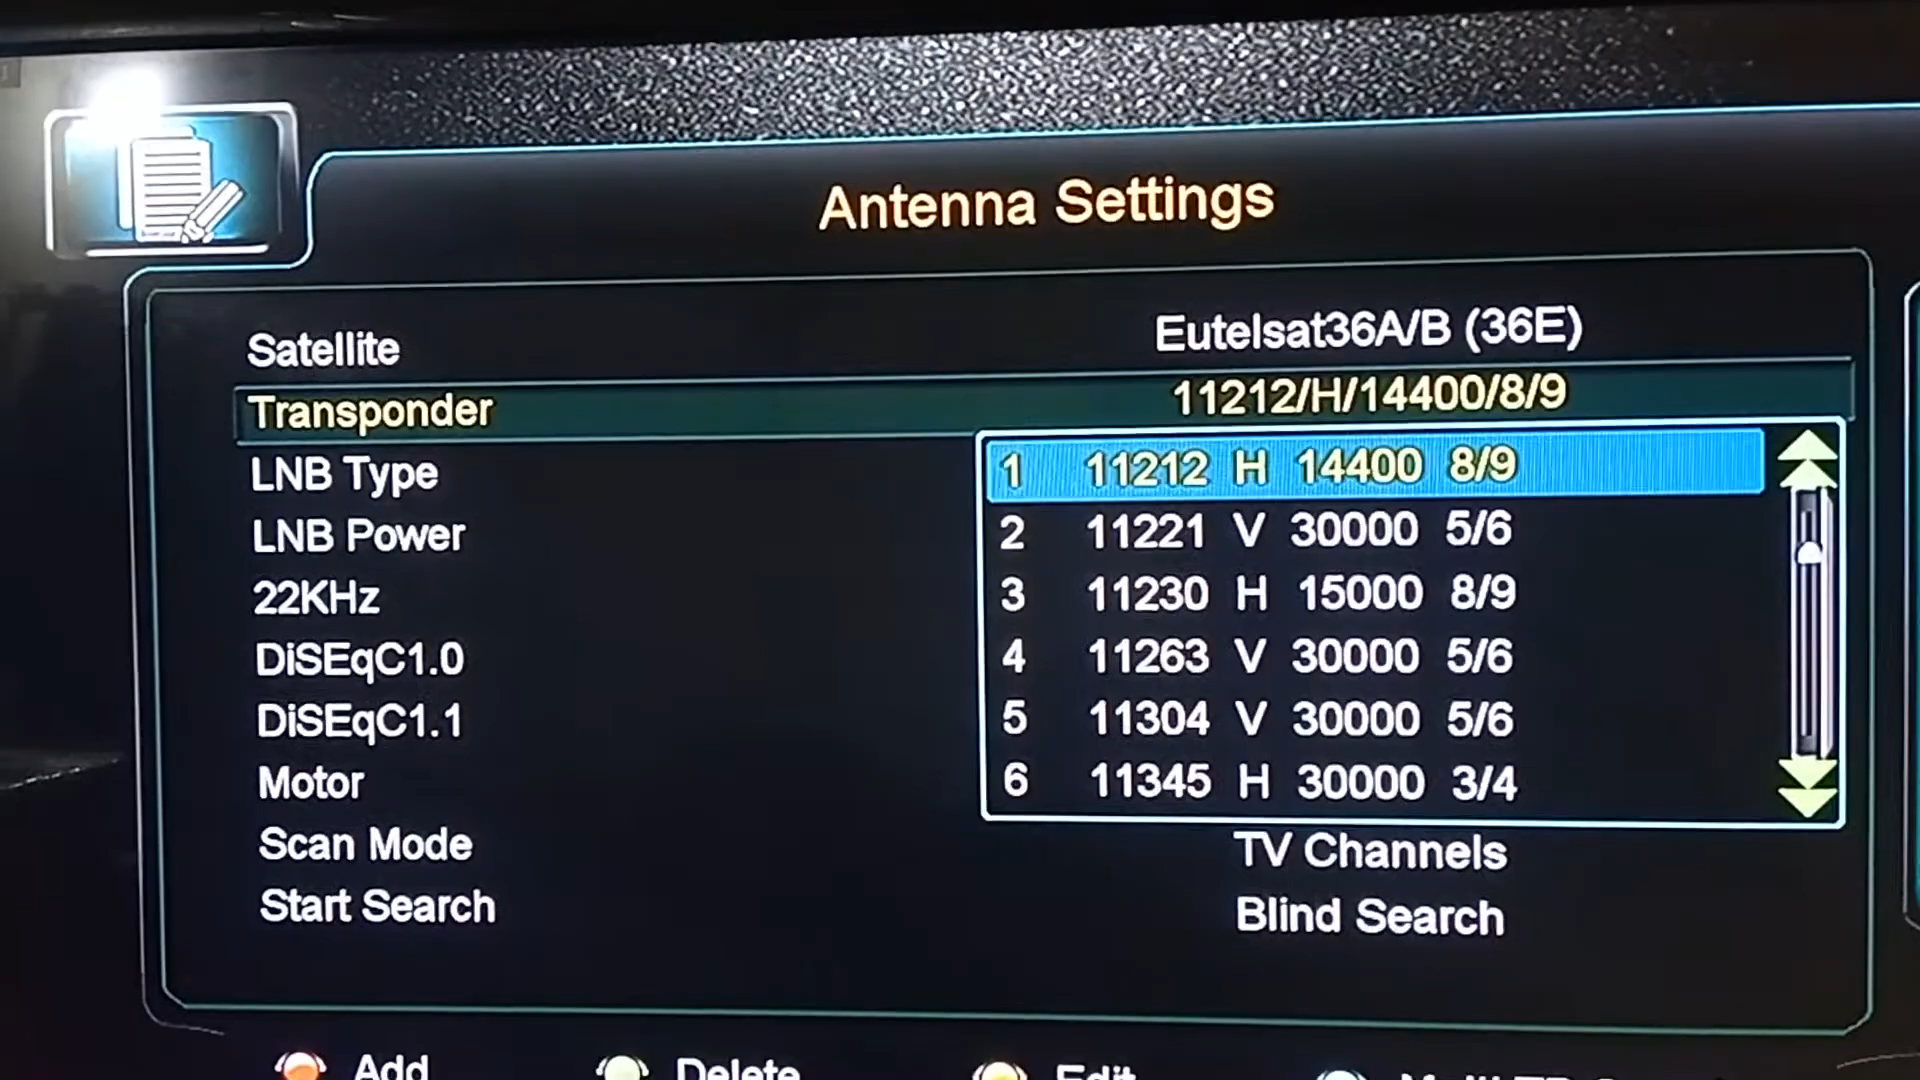 Antenna Settings
Satellite Eutelsat36A/B (36E)
Transponder 11212/H/14400/8/9
LNB Type
LNB Power
22KHz
DiSEqC1.0
DiSEqC1.1
Motor
1 11212 H 14400 8/9
2 11221 V 30000 5/6
3 11230 H 15000 8/9
4 11263 V 30000 5/6
5 11304 V 30000 5/6
6 11345 H 30000 3/4
Scan Mode TV Channels
Start Search Blind Search
Add Delete Edit